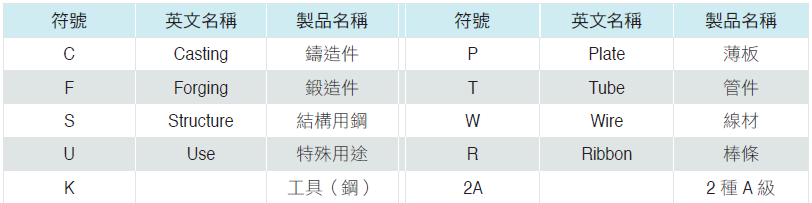 符號 英文名稱 製品名稱 符號 英文名稱 製品名稱
C Casting 鑄造件 P Plate 薄板
F Forging 鍛造件 T Tube 管件
S Structure 結構用鋼 W Wire 線材
U Use 特殊用途 R Ribbon 棒條
K 工具（鋼） 2A 2 種 A 級